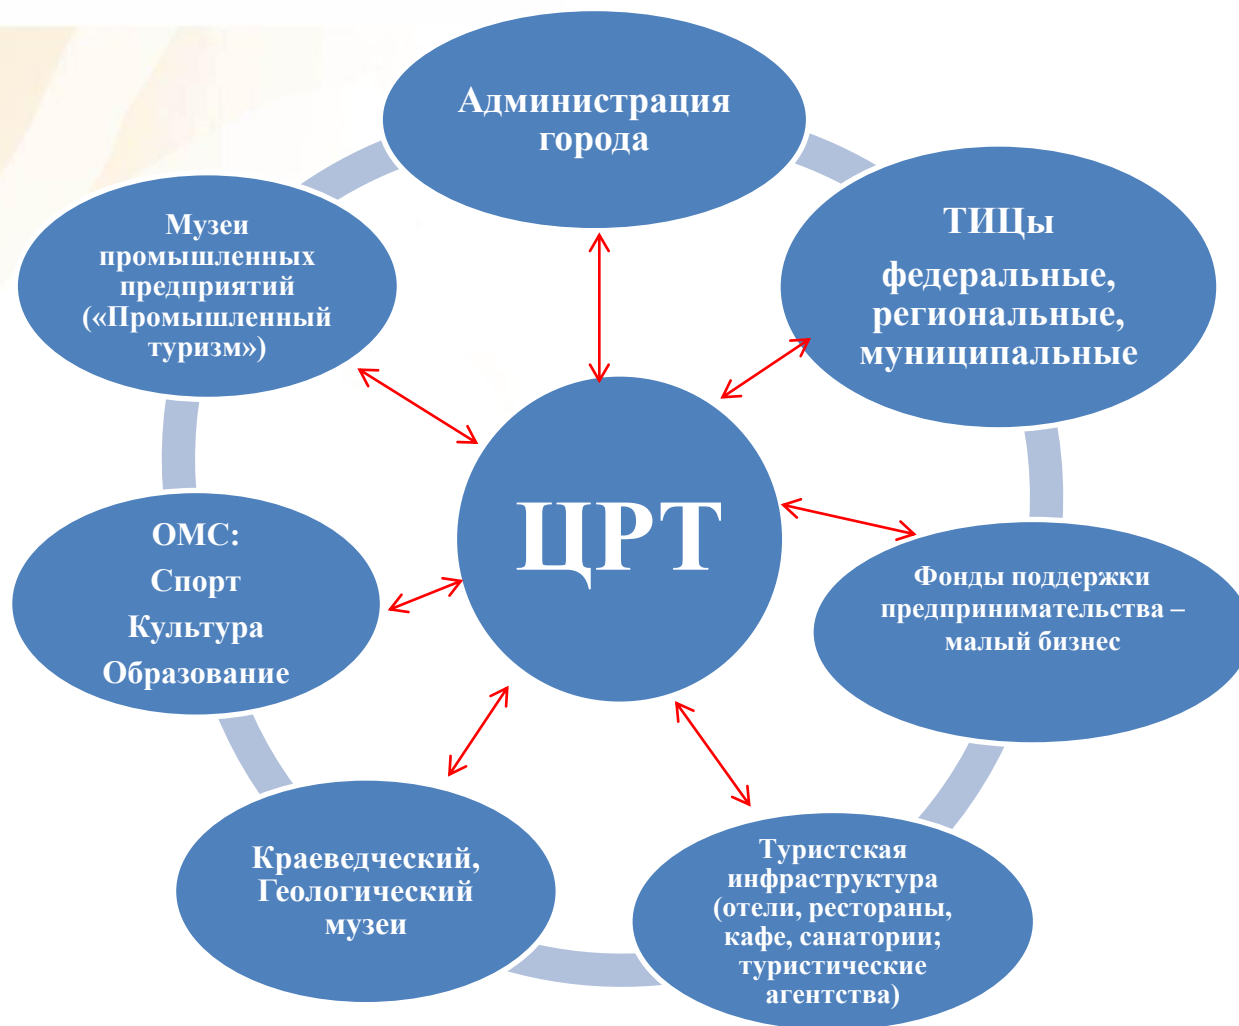 Администрация
города
ТИЦы
федеральные,
региональные,
муниципальные
Фонды поддержки
предпринимательства –
малый бизнес
Туристская
инфраструктура
(отели, рестораны,
кафе, санатории;
туристические
агентства)
Краеведческий,
Геологический
музеи
ОМС:
Спорт
Культура
Образование
Музеи
промышленных
предприятий
(«Промышленный
туризм»)
ЦРТ